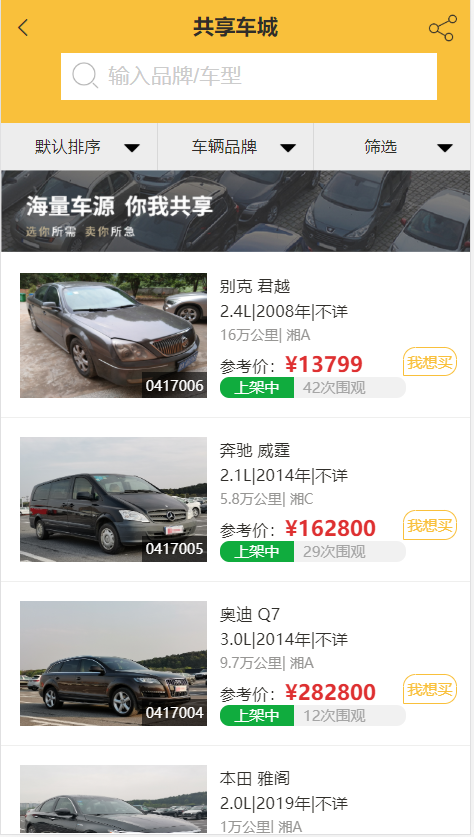 共享车城
输入品牌/车型
默认排序 车辆品牌 筛选
海量车源 你我共享
选你所需 卖你所急
别克 君越
2.4L|2008年|不详
16万公里| 湘A
参考价：¥13799 我想买
上架中 42次围观
0417006
奔驰 威霆
2.1L|2014年|不详
5.8万公里| 湘C
参考价：¥162800 我想买
上架中 29次围观
0417005
奥迪 Q7
3.0L|2014年|不详
9.7万公里| 湘A
参考价：¥282800 我想买
上架中 12次围观
0417004
本田 雅阁
2.0L|2019年|不详
1万公里| 湘A